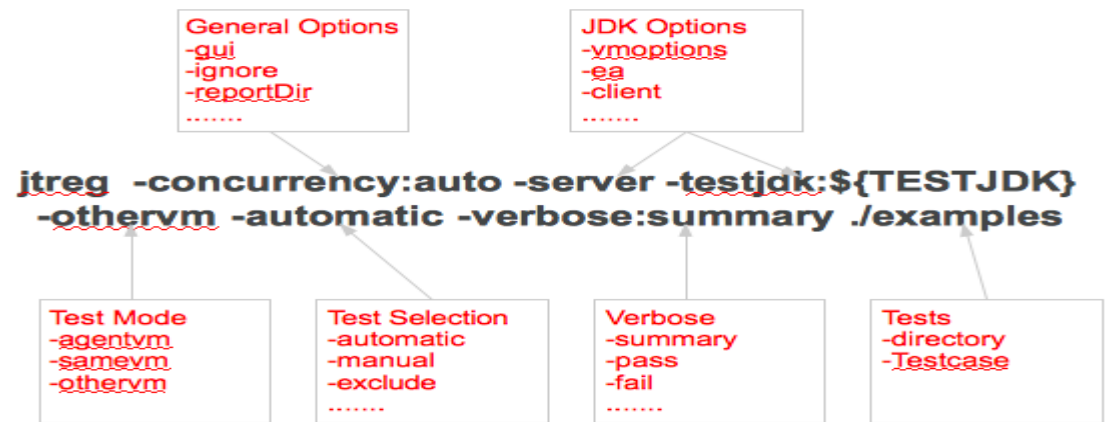 General Options
-gui
-ignore
-reportDir
.......
JDK Options
-vmoptions
-ea
-client
.......
jtreg -concurrency:auto -server -testjdk:${TESTJDK}
-othervm -automatic -verbose:summary ./examples
Test Mode
-agentvm
-samevm
-othervm
Test Selection
-automatic
-manual
-exclude
.......
Verbose
-summary
-pass
-fail
.......
Tests
-directory
-Testcase